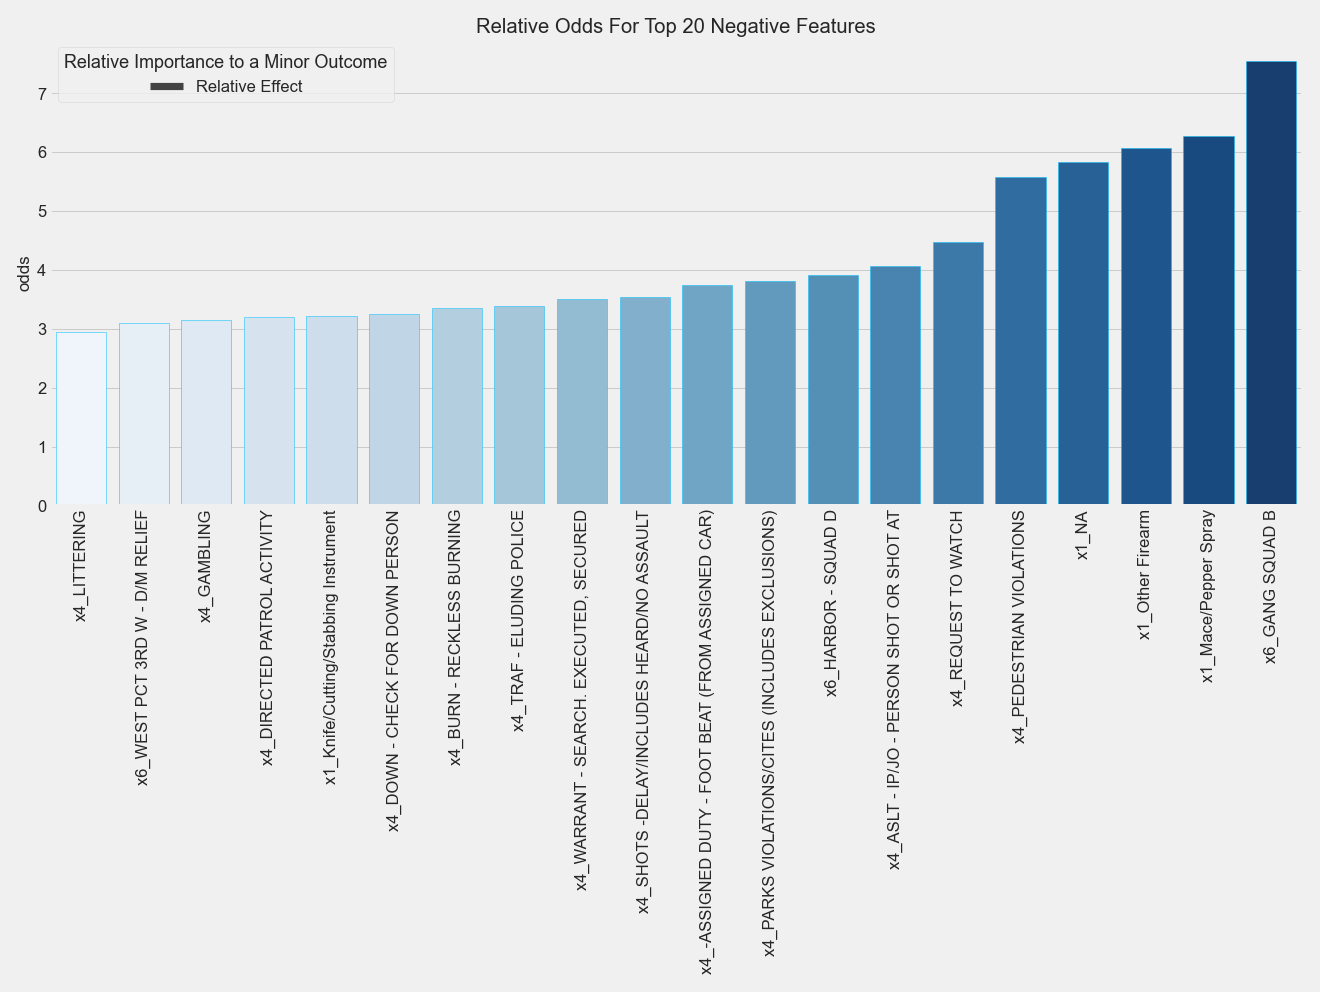 Relative Odds For Top 20 Negative Features
Relative Importance to a Minor Outcome
Relative Effect
odds
7
6
5
4
3
2
1
0
x4_LITTERING
x6_WEST PCT 3RD W - D/M RELIEF
x4_GAMBLING
x4_DIRECTED PATROL ACTIVITY
x1_Knife/Cutting/Stabbing Instrument
x4_DOWN - CHECK FOR DOWN PERSON
x4_BURN - RECKLESS BURNING
x4_TRAF - ELUDING POLICE
x4_WARRANT - SEARCH. EXECUTED, SECURED
x4_SHOTS -DELAY/INCLUDES HEARD/NO ASSAULT
x4_-ASSIGNED DUTY - FOOT BEAT (FROM ASSIGNED CAR)
x4_PARKS VIOLATIONS/CITES (INCLUDES EXCLUSIONS)
x6_HARBOR - SQUAD D
x4_ASLT - IP/JO - PERSON SHOT OR SHOT AT
x4_REQUEST TO WATCH
x4_PEDESTRIAN VIOLATIONS
x1_NA
x1_Other Firearm
x1_Mace/Pepper Spray
x6_GANG SQUAD B